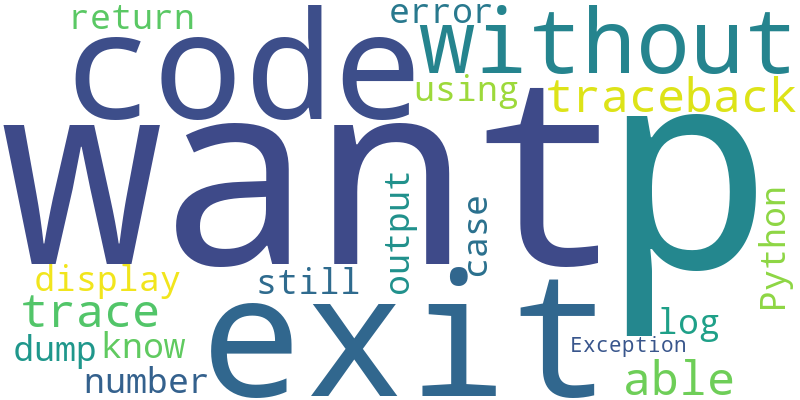 return
error
code
without
using
traceback
want
p
output
case
Python
display
still
exit
trace
log
dump
know
Exception
number
able